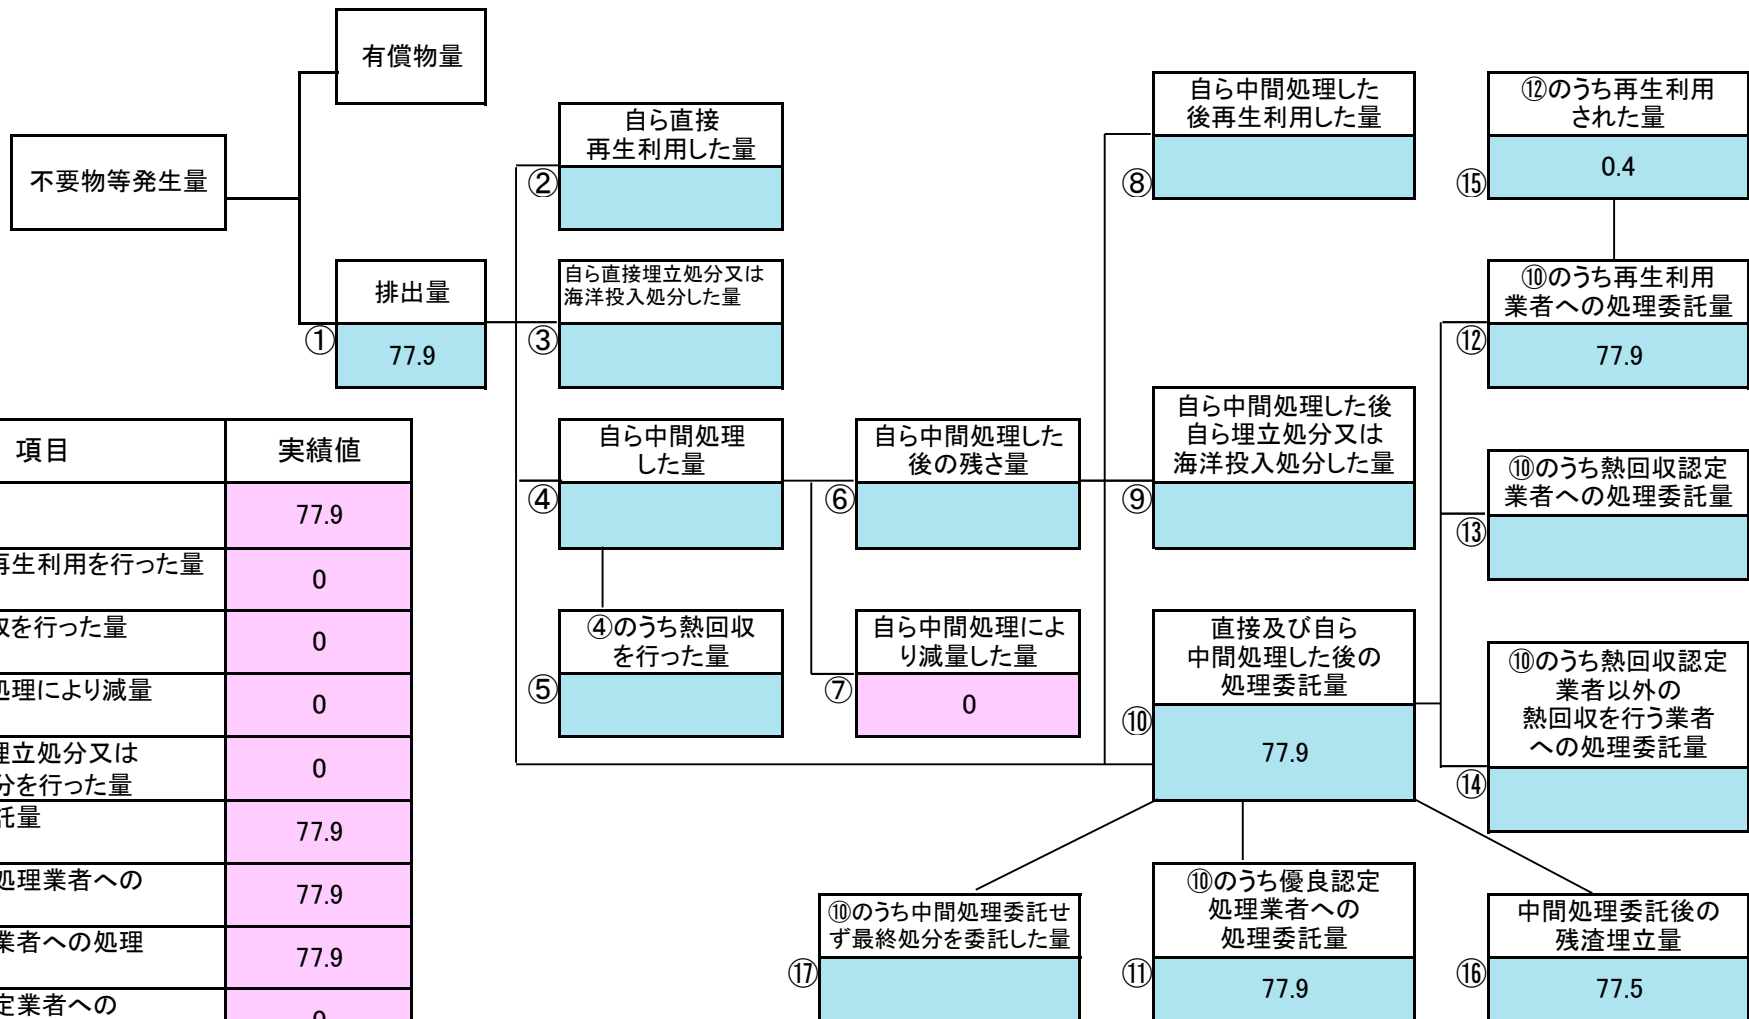 有償物量
不要物等発生量
排出量
①
77.9
自ら直接
再生利用した量
②
自ら直接埋立処分又は
海洋投入処分した量
③
自ら中間処理
した量
④
④のうち熱回収
を行った量
⑤
自ら中間処理した
後の残さ量
⑥
自ら中間処理によ
り減量した量
⑦
0
自ら中間処理した
後再生利用した量
⑧
自ら中間処理した後
自ら埋立処分又は
海洋投入処分した量
⑨
直接及び自ら
中間処理した後の
処理委託量
⑩
77.9
⑫のうち再生利用
された量
⑮
0.4
⑩のうち再生利用
業者への処理委託量
⑫
77.9
⑩のうち熱回収認定
業者への処理委託量
⑬
⑩のうち熱回収認定
業者以外の
熱回収を行う業者
への処理委託量
⑭
⑩のうち中間処理委託せ
ず最終処分を委託した量
⑰
⑩のうち優良認定
処理業者への
処理委託量
⑪
77.9
中間処理委託後の
残渣埋立量
⑯
77.5
項目 実績値
77.9
再生利用を行った量
0
を行った量
0
処理により減量
0
埋立処分又は
分を行った量
0
託量
77.9
処理業者への
77.9
業者への処理
77.9
定業者への
0